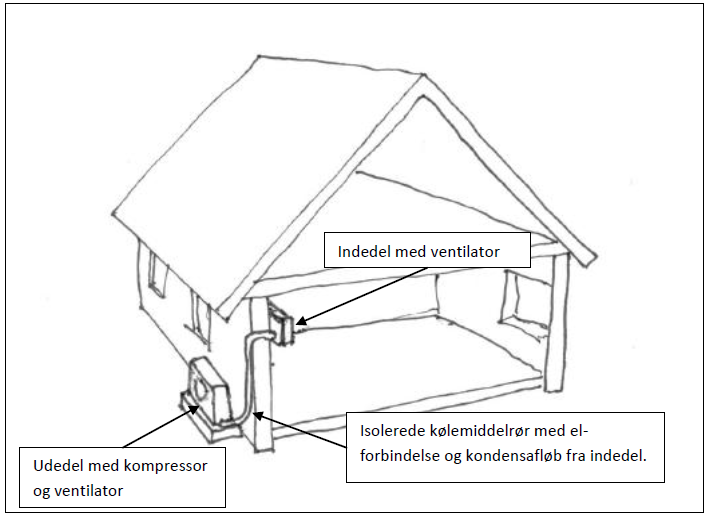 Indedel med ventilator
Isolerede kølemiddelrør med el-
forbindelse og kondensafløb fra indedel.
Udedel med kompressor
og ventilator